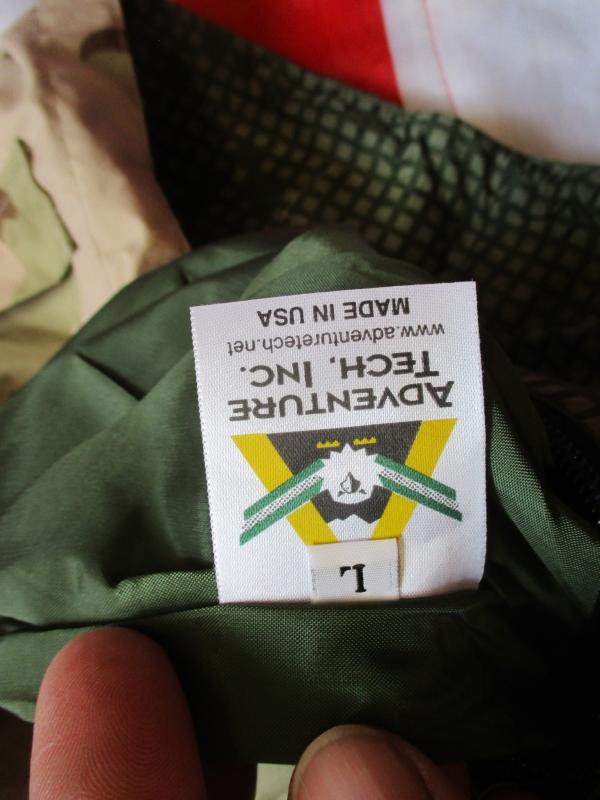 L
ADVENTURE
TECH, INC.
www.adventuretech.net
MADE IN USA